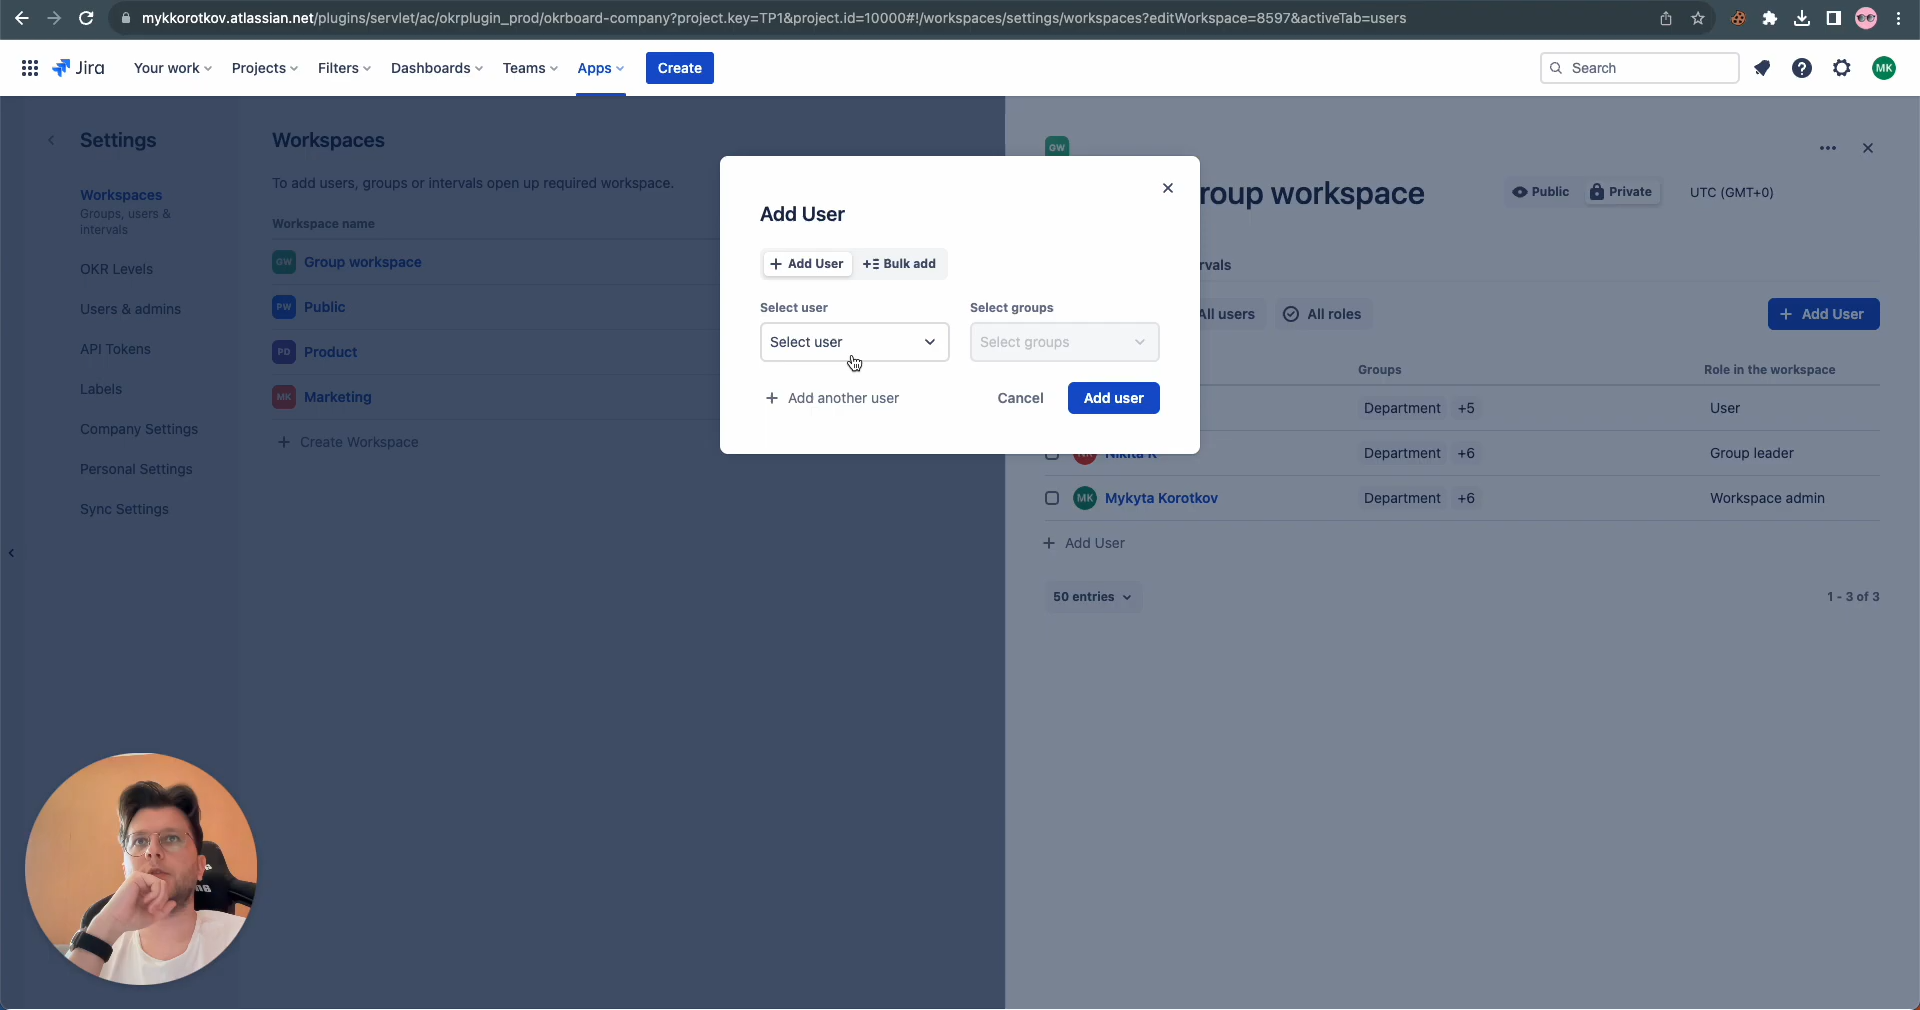 mykkorotkov.atlassian.net/plugins/servlet/ac/okrplugin_prod/okrboard-company?project.key=TP1&project.id=10000#!/workspaces/settings/workspaces?editWorkspace=8597&activeTab=users
Jira
Your work
Projects
Filters
Dashboards
Teams
Apps
Create
Search
MK
Settings
Workspaces
Groups, users &
intervals
OKR Levels
Users & admins
API Tokens
Labels
Company Settings
Personal Settings
Sync Settings
Workspaces
To add users, groups or intervals open up required workspace.
Workspace name
GW Group workspace
PW Public
PD Product
MK Marketing
+ Create Workspace
Add User
+ Add User
Bulk add
Select user
Select groups
Select user
Select groups
+ Add another user
Cancel
Add user
GW
roup workspace
Public
Private
UTC (GMT+0)
rvals
All users
All roles
+ Add User
Groups
Role in the workspace
Department +5
User
Nikita K
Department +6
Group leader
MK Mykyta Korotkov
Department +6
Workspace admin
+ Add User
50 entries
1 - 3 of 3